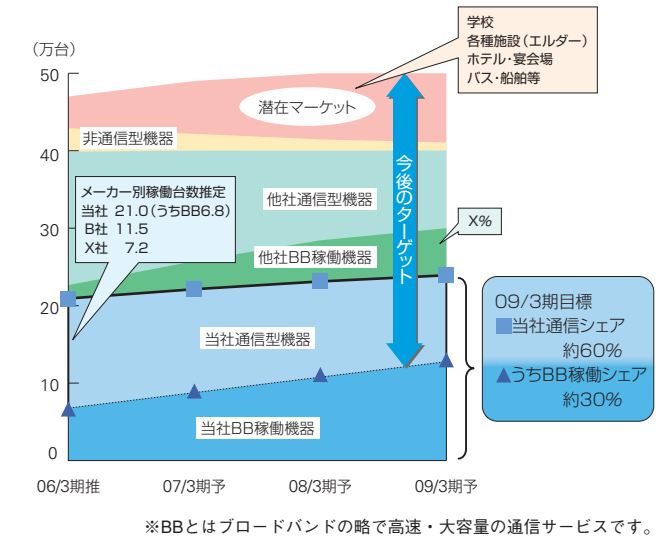 (万台)
50
40
30
20
10
0
06/3期推
07/3期予
08/3期予
09/3期予
学校
各種施設(エルダー)
ホテル・宴会場
バス・船舶等
潜在マーケット
非通信型機器
メーカー別稼働台数推定
当社 21.0(うちBB6.8)
B社 11.5
X社 7.2
他社通信型機器
他社BB稼働機器
今後のターゲット
X%
当社通信型機器
当社BB稼働機器
09/3期目標
当社通信シェア
約60%
うちBB稼働シェア
約30%
※BBとはブロードバンドの略で高速・大容量の通信サービスです。